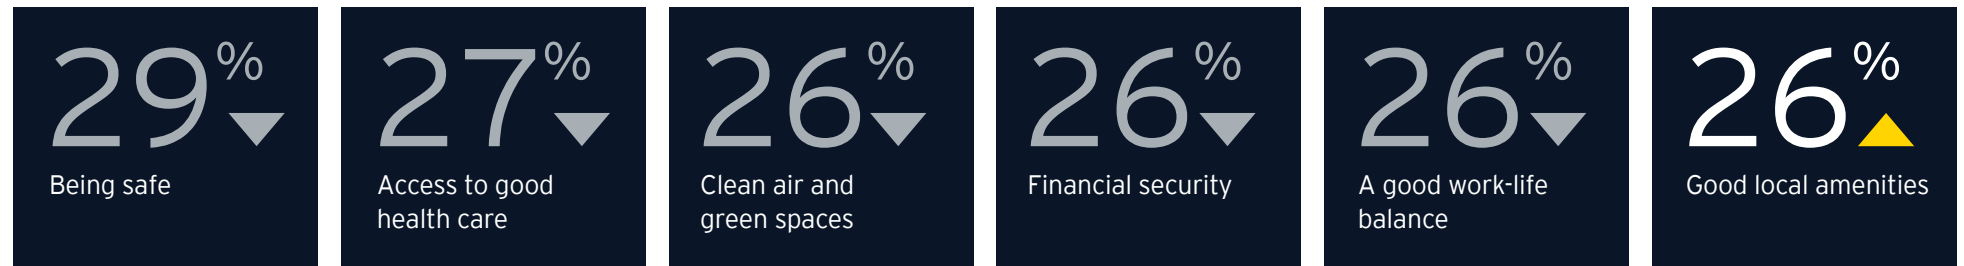 29%
Being safe
27%
Access to good
health care
26%
Clean air and
green spaces
26%
Financial security
26%
A good work-life
balance
26%
Good local amenities